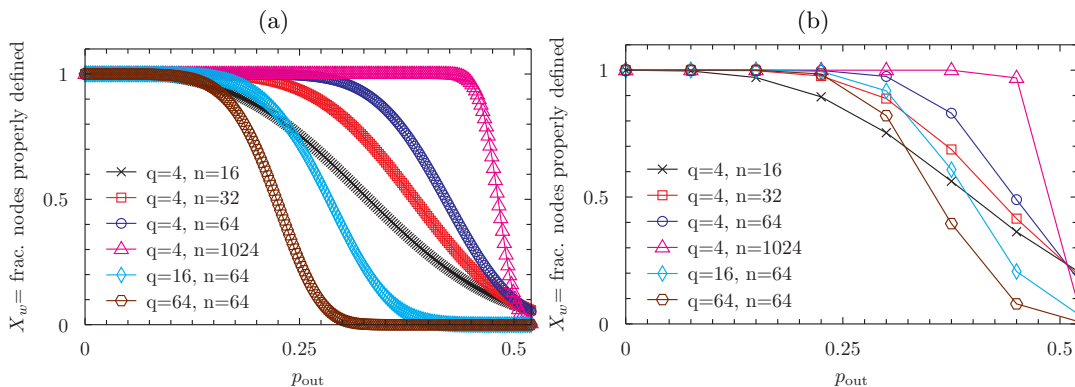 (a)
X_w= frac. nodes properly defined
1
0.5
0
q=4, n=16
q=4, n=32
q=4, n=64
q=4, n=1024
q=16, n=64
q=64, n=64
0
0.25
0.5
p_out
(b)
X_w= frac. nodes properly defined
1
0.5
0
q=4, n=16
q=4, n=32
q=4, n=64
q=4, n=1024
q=16, n=64
q=64, n=64
0
0.25
0.5
p_out